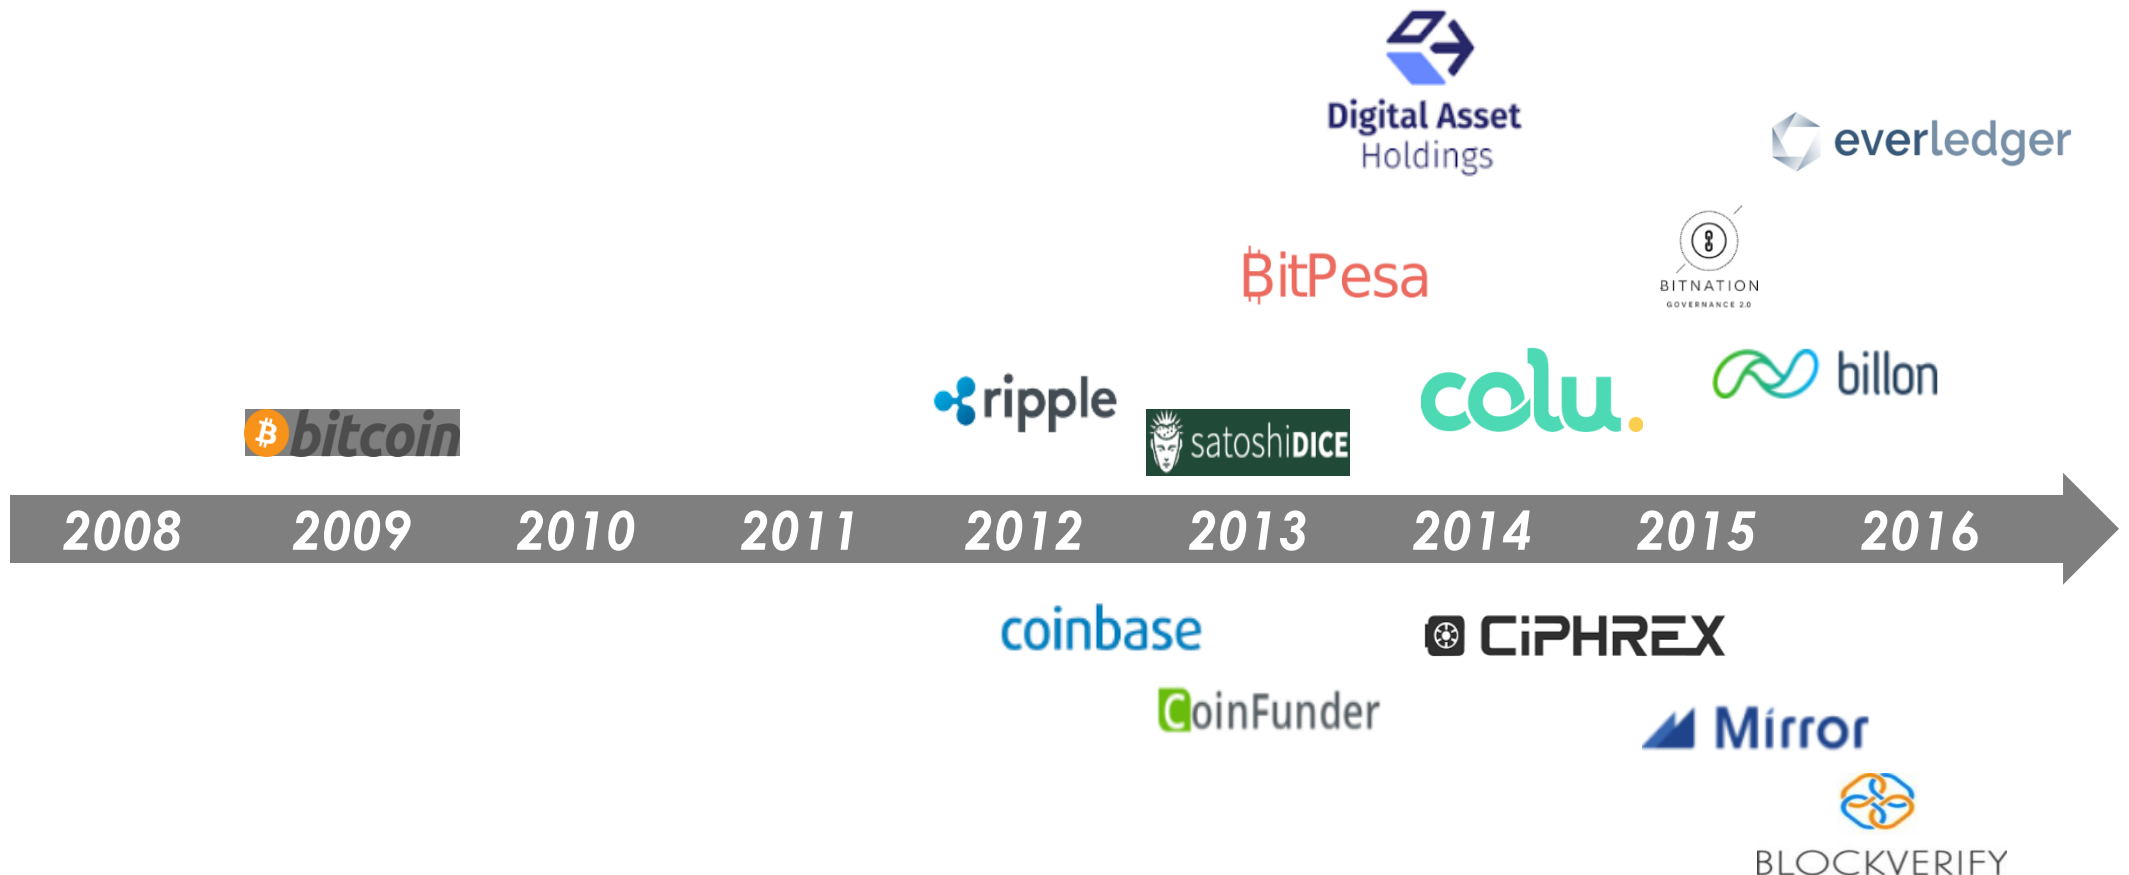 Digital Asset
Holdings
everledger
BITNATION
GOVERNANCE 2.0
BitPesa
colu.
billon
ripple
bitcoin
satoshiDICE
2008 2009 2010 2011 2012 2013 2014 2015 2016
coinbase
CiPHREX
CoinFunder
Mirror
BLOCKVERIFY